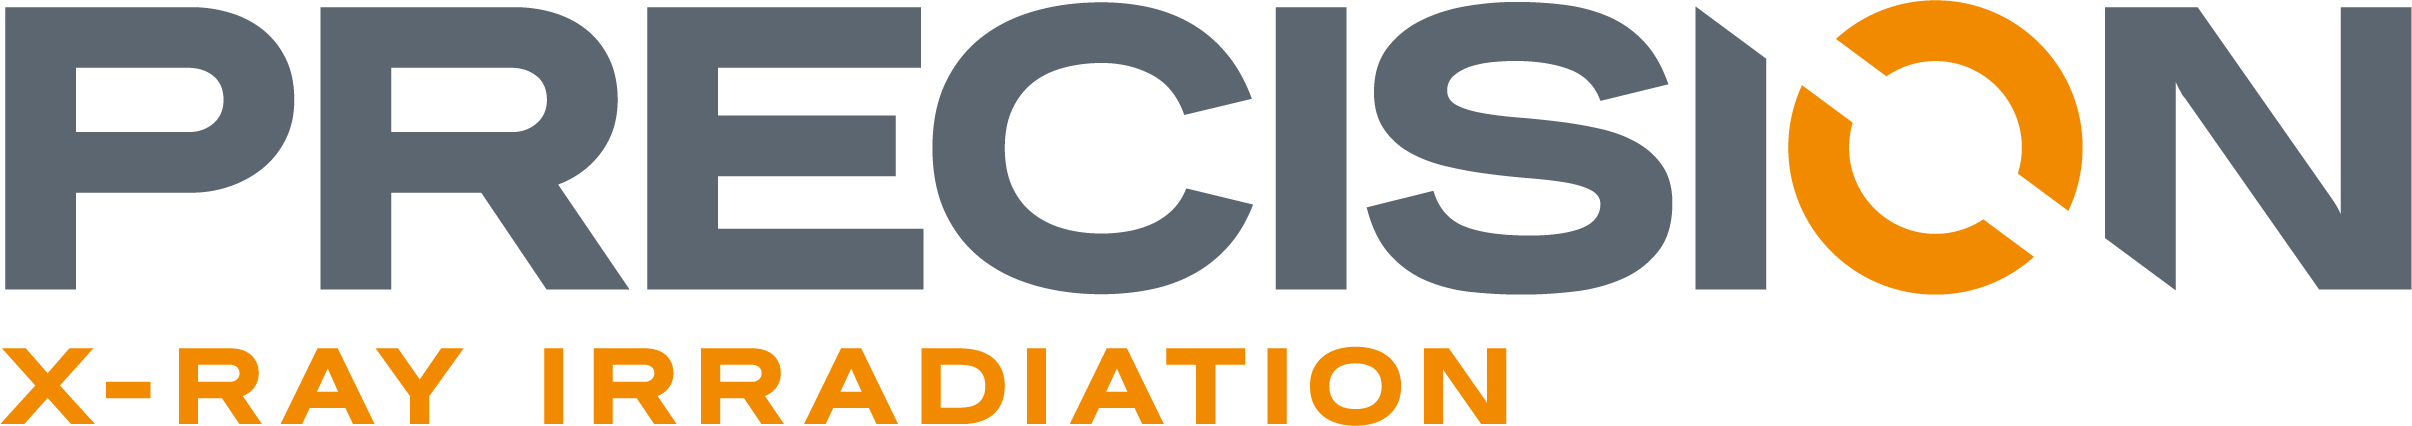 PRECISION
X-RAY IRRADIATION